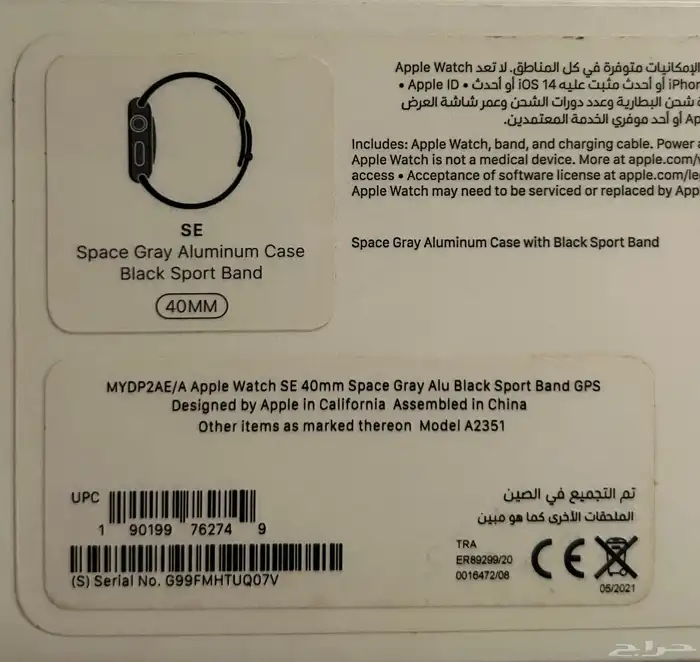 SE
Space Gray Aluminum Case
Black Sport Band
40MM
الإمكانيات متوفرة في كل المناطق. لا تعد Apple Watch
أو أحدث مثبت عليه iOS 14 أو أحدث • Apple ID •
شحن البطارية وعدد دورات الشحن وعمر شاشة العرض
أو أحد موفري الخدمة المعتمدين.
Includes: Apple Watch, band, and charging cable. Power
Apple Watch is not a medical device. More at apple.com/
access • Acceptance of software license at apple.com/le
Apple Watch may need to be serviced or replaced by App
Space Gray Aluminum Case with Black Sport Band
MYDP2AE/A Apple Watch SE 40mm Space Gray Alu Black Sport Band GPS
Designed by Apple in California Assembled in China
Other items as marked thereon Model A2351
UPC
1 90199 76274 9
(S) Serial No. G99FMHTUQ07V
تم التجميع في الصين
الملحقات الأخرى كما هو مبين
TRA
ER89299/20
0016472/08
CE
05/2021
حراج